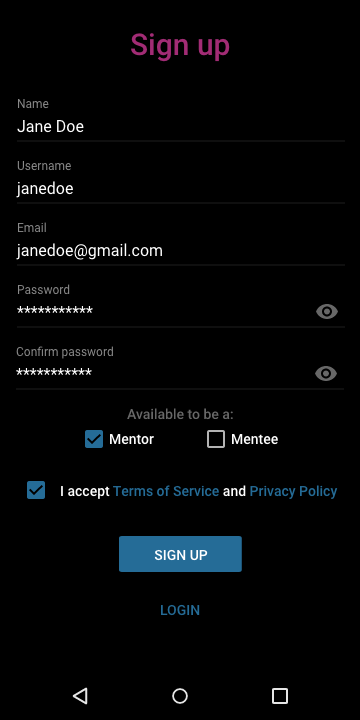 Sign up
Name
Jane Doe
Username
janedoe
Email
janedoe@gmail.com
Password
***********
Confirm password
***********
Available to be a:
Mentor Mentee
I accept Terms of Service and Privacy Policy
SIGN UP
LOGIN